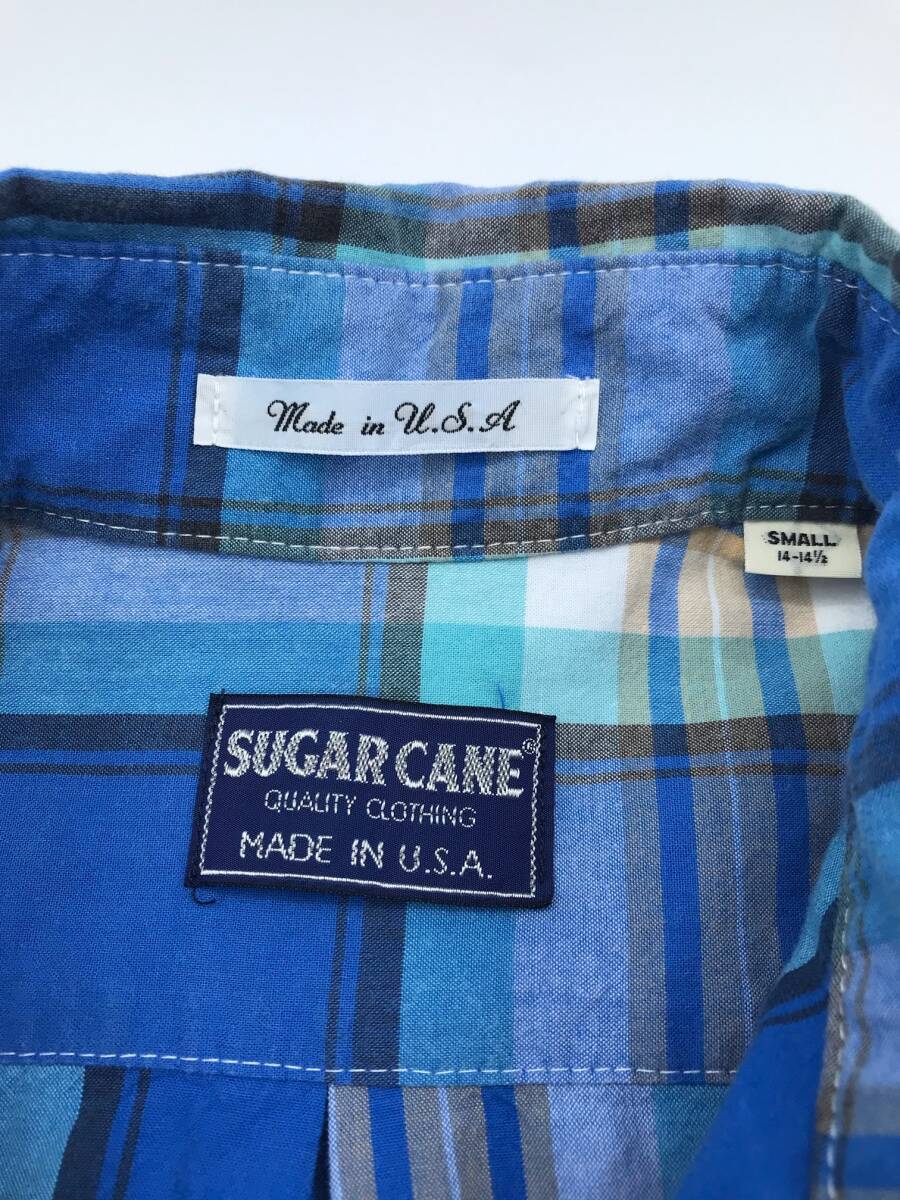 Made in U.S.A
SMALL
14-14½
SUGAR CANE®
QUALITY CLOTHING
MADE IN U.S.A.